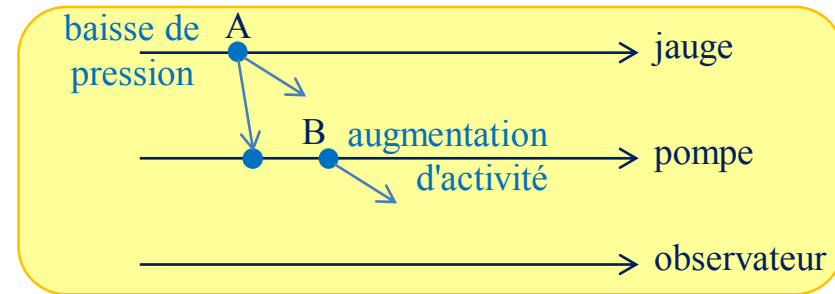 baisse de
pression
A
jauge
B
augmentation
d'activité
pompe
observateur